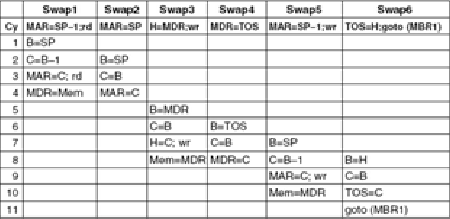 Swap1 Swap2 Swap3 Swap4 Swap5 Swap6
Cy MAR=SP-1;rd MAR=SP H=MDR;wr MDR=TOS MAR=SP-1;wr TOS=H;goto (MBR1)
1 B=SP
2 C=B-1 B=SP
3 MAR=C; rd C=B
4 MDR=Mem MAR=C
5 B=MDR
6 C=B B=TOS
7 H=C; wr C=B B=SP
8 Mem=MDR MDR=C C=B-1 B=H
9 MAR=C; wr C=B
10 Mem=MDR TOS=C
11 goto (MBR1)